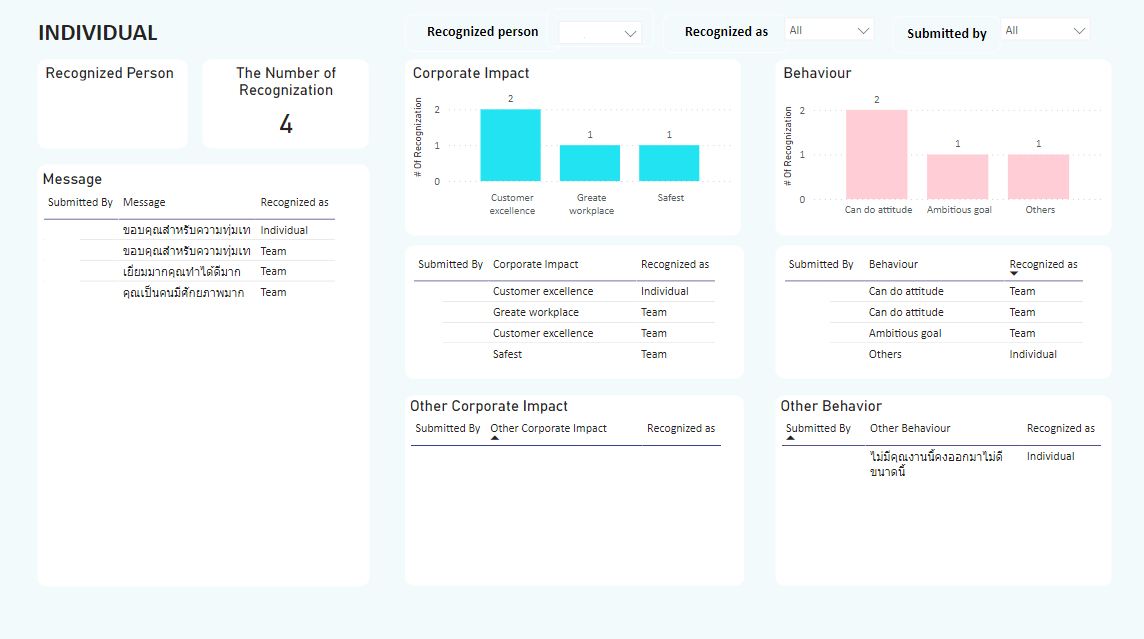 INDIVIDUAL
Recognized person
Recognized as
All
Submitted by
All
Recognized Person
The Number of
Recognization
4
Message
Submitted By Message Recognized as
ขอบคุณสำหรับความทุ่มเท Individual
ขอบคุณสำหรับความทุ่มเท Team
เยี่ยมมากคุณทำได้ดีมาก Team
คุณเป็นคนมีศักยภาพมาก Team
Corporate Impact
# Of Recognization
2
1
0
2
1
1
Customer
excellence
Greate
workplace
Safest
Behaviour
# Of Recognization
2
1
0
2
1
1
Can do attitude
Ambitious goal
Others
Submitted By Corporate Impact Recognized as
Customer excellence Individual
Greate workplace Team
Customer excellence Team
Safest Team
Submitted By Behaviour Recognized as
Can do attitude Team
Can do attitude Team
Ambitious goal Team
Others Individual
Other Corporate Impact
Submitted By Other Corporate Impact Recognized as
Other Behavior
Submitted By Other Behaviour Recognized as
ไม่มีคุณงานนี้คงออกมาไม่ดี Individual
ขนาดนี้